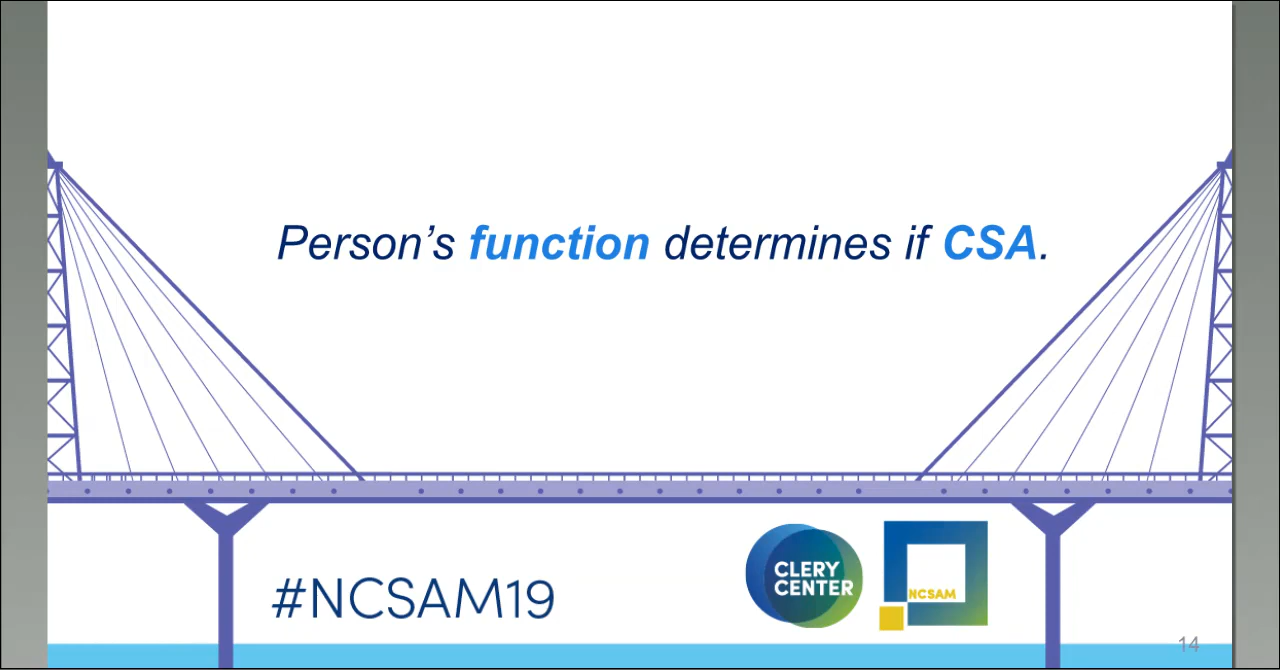 Person’s function determines if CSA.
#NCSAM19
CLERY
CENTER
NCSAM
14